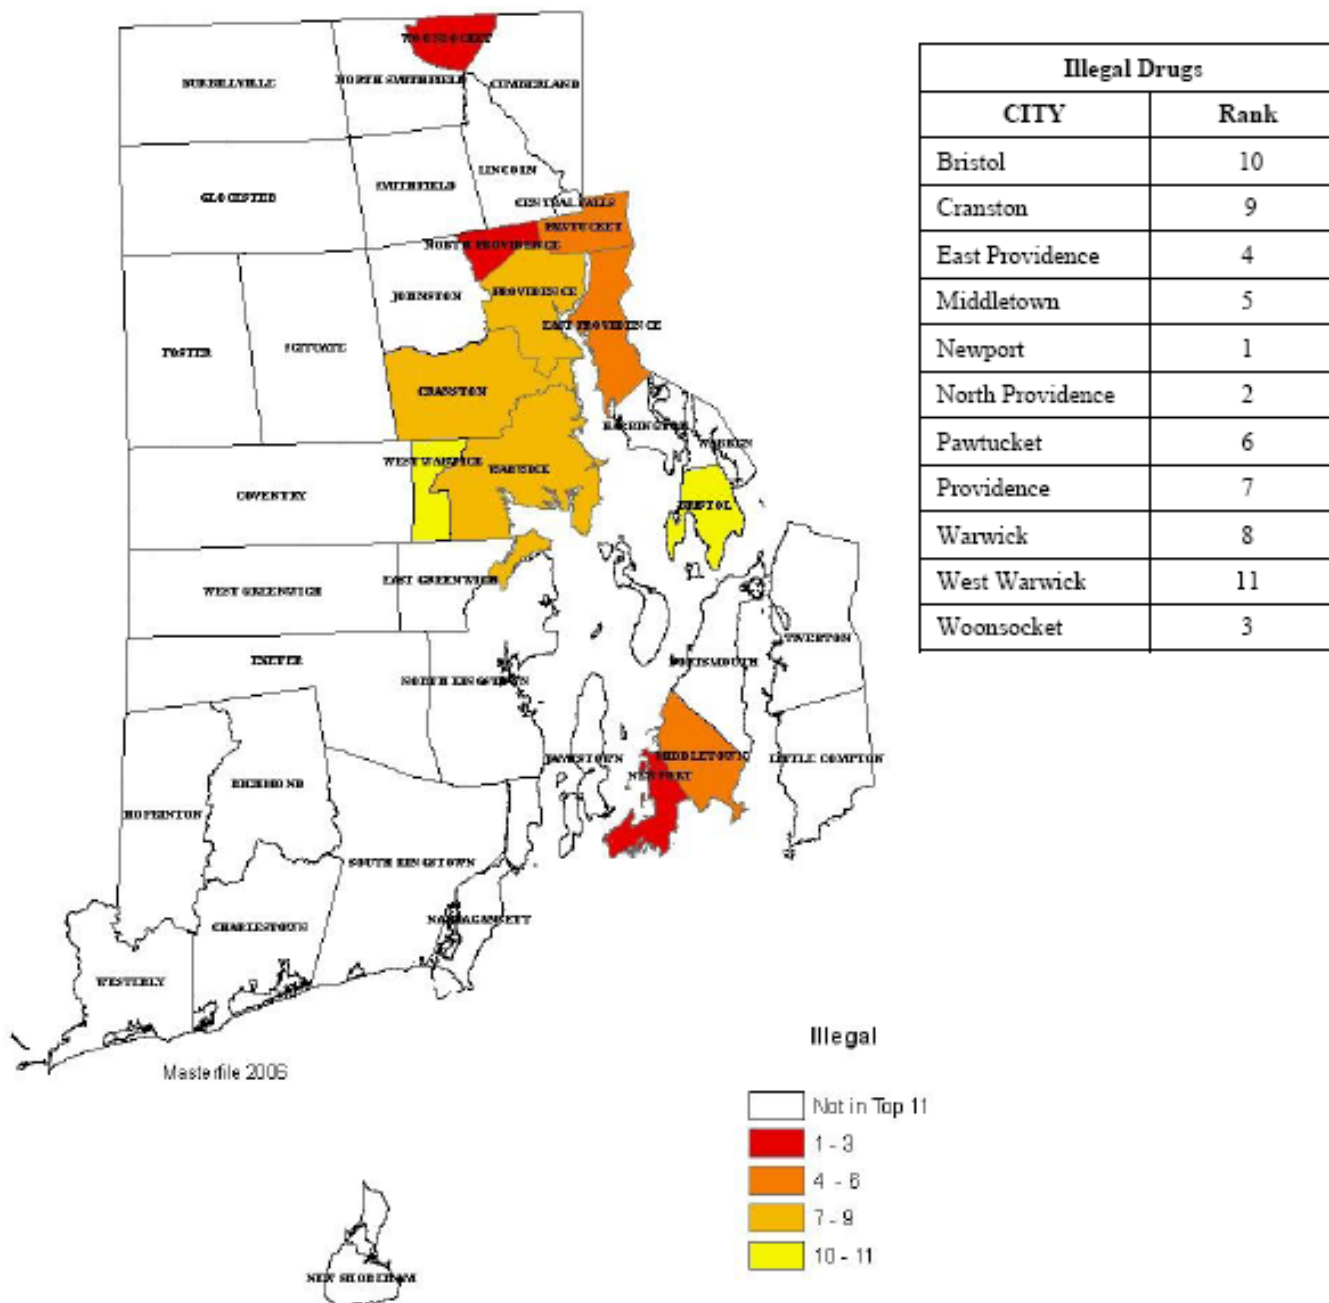 WOONSOCKET
BURRILLVILLE
NORTH SMITHFIELD
CUMBERLAND
LINCOLN
GLOCESTER
SMITHFIELD
CENTRAL FALLS
PAWTUCKET
NORTH PROVIDENCE
JOHNSTON
PROVIDENCE
EAST PROVIDENCE
FOSTER
SCITUATE
CRANSTON
BARRINGTON
WARREN
WEST WARWICK
WARWICK
COVENTRY
BRISTOL
WEST GREENWICH
EAST GREENWICH
TIVERTON
EXETER
PORTSMOUTH
NORTH KINGSTOWN
JAMESTOWN
MIDDLETOWN
LITTLE COMPTON
NEWPORT
RICHMOND
HOPKINTON
SOUTH KINGSTOWN
NARRAGANSETT
CHARLESTOWN
WESTERLY
NEW SHOREHAM
Masterfile 2006
Illegal Drugs
CITY Rank
Bristol 10
Cranston 9
East Providence 4
Middletown 5
Newport 1
North Providence 2
Pawtucket 6
Providence 7
Warwick 8
West Warwick 11
Woonsocket 3
Illegal
Not in Top 11
1 - 3
4 - 6
7 - 9
10 - 11